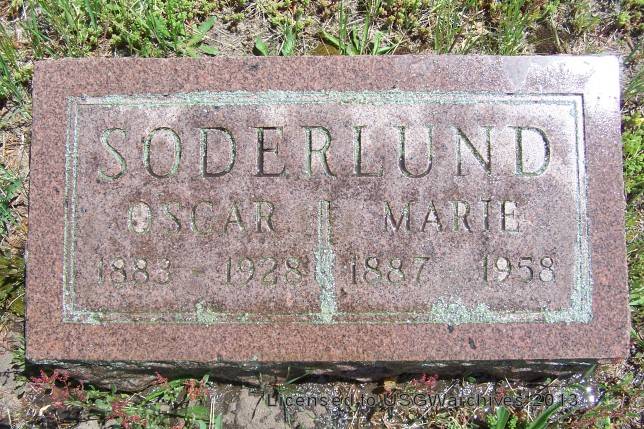 SODERLUND
OSCAR MARIE
1883 - 1928 1887 - 1958
Licensed to USGWarchives 2013